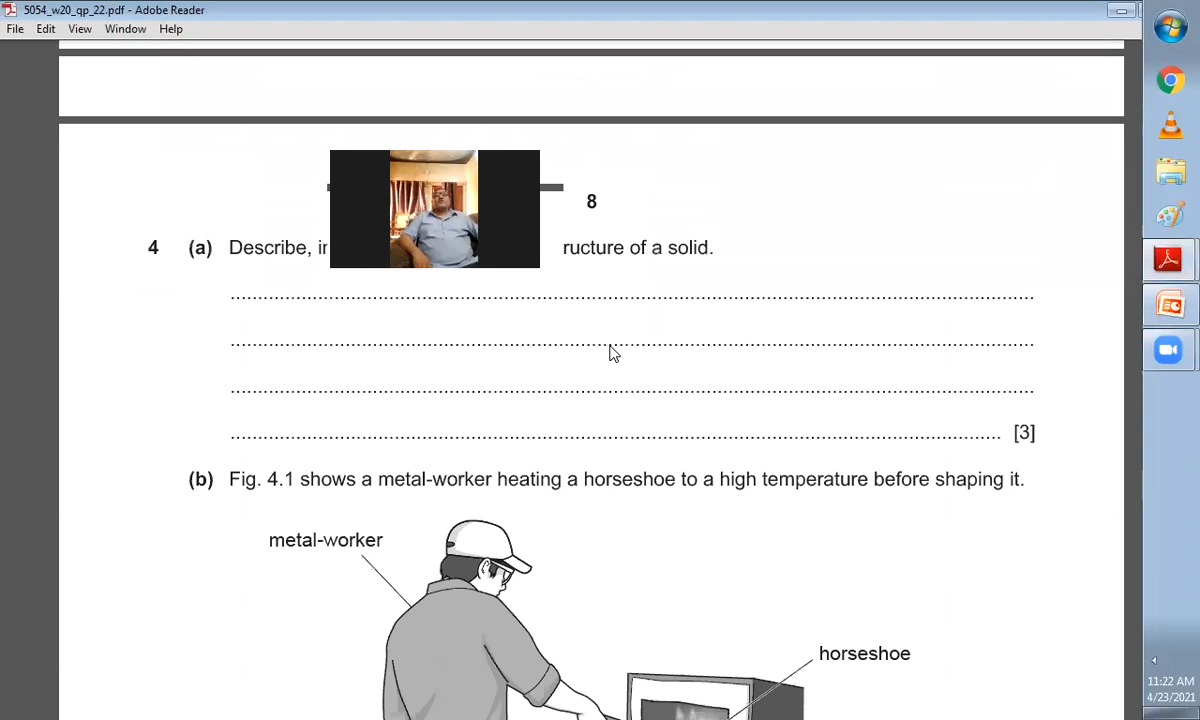 5054_w20_qp_22.pdf - Adobe Reader
File Edit View Window Help
8
4 (a) Describe, in ructure of a solid.
[3]
(b) Fig. 4.1 shows a metal-worker heating a horseshoe to a high temperature before shaping it.
metal-worker
horseshoe
11:22 AM
4/23/2021